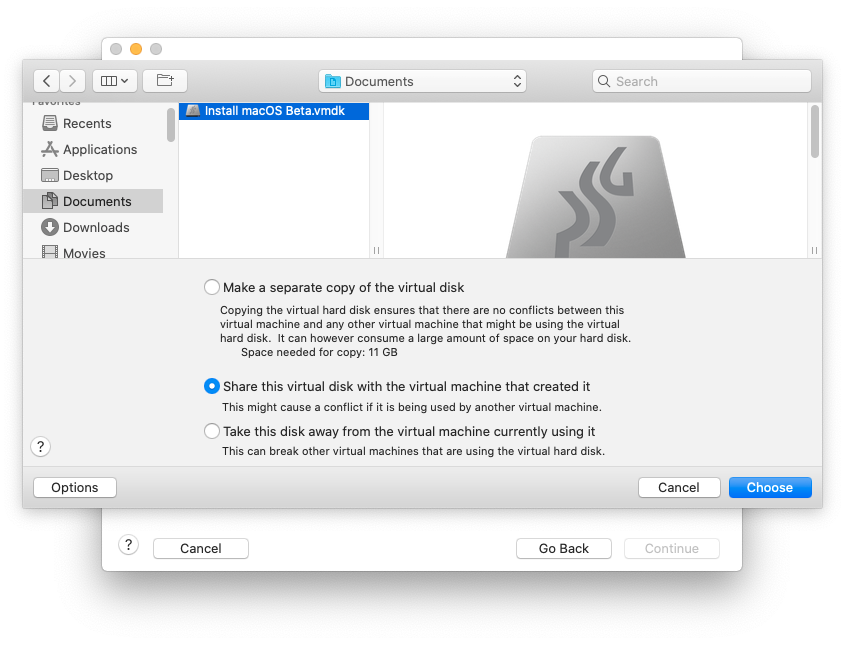 Documents
Search
Favorites
Recents
Applications
Desktop
Documents
Downloads
Movies
Install macOS Beta.vmdk
Make a separate copy of the virtual disk
Copying the virtual hard disk ensures that there are no conflicts between this
virtual machine and any other virtual machine that might be using the virtual
hard disk. It can however consume a large amount of space on your hard disk.
Space needed for copy: 11 GB
Share this virtual disk with the virtual machine that created it
This might cause a conflict if it is being used by another virtual machine.
Take this disk away from the virtual machine currently using it
This can break other virtual machines that are using the virtual hard disk.
?
Options
Cancel
Choose
?
Cancel
Go Back
Continue